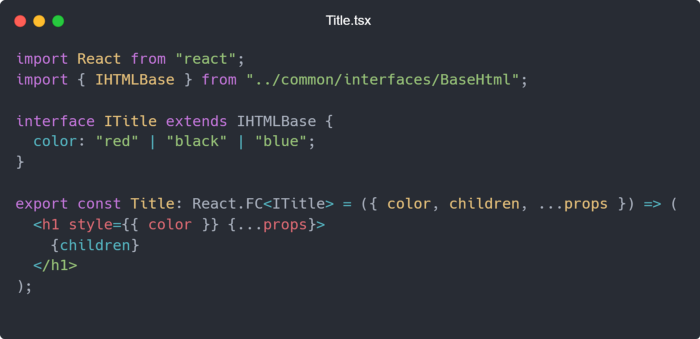 Title.tsx
import React from "react";
import { IHTMLBase } from "../common/interfaces/BaseHtml";
interface ITitle extends IHTMLBase {
  color: "red" | "black" | "blue";
}
export const Title: React.FC<ITitle> = ({ color, children, ...props }) => (
  <h1 style={{ color }} {...props}>
    {children}
  </h1>
);